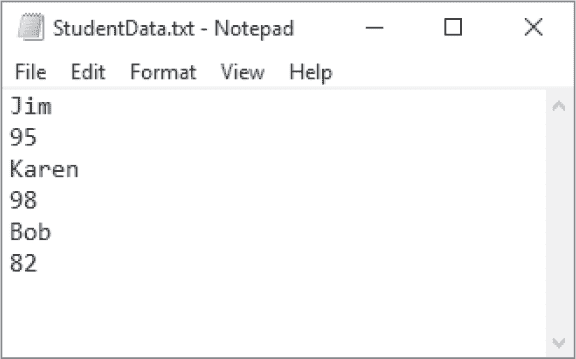 StudentData.txt - Notepad
File Edit Format View Help
Jim
95
Karen
98
Bob
82